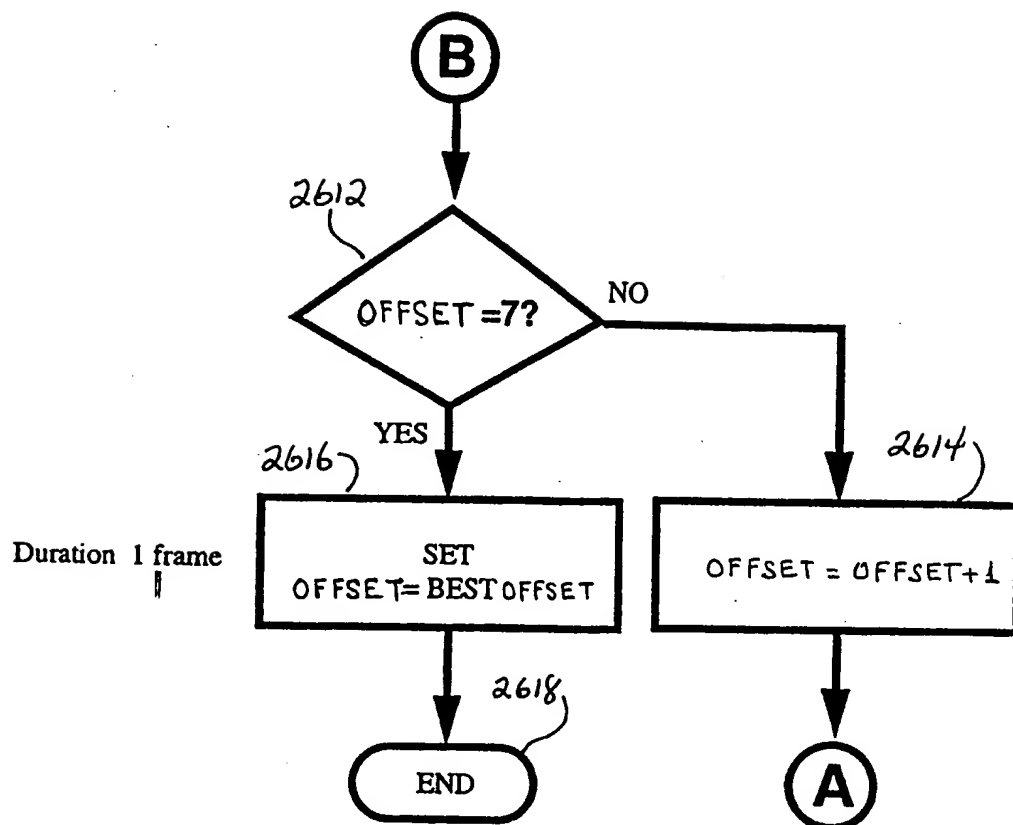 B
2612
OFFSET =7?
NO
YES
2616
2614
Duration 1 frame
SET
OFFSET= BEST OFFSET
OFFSET = OFFSET+1
2618
END
A